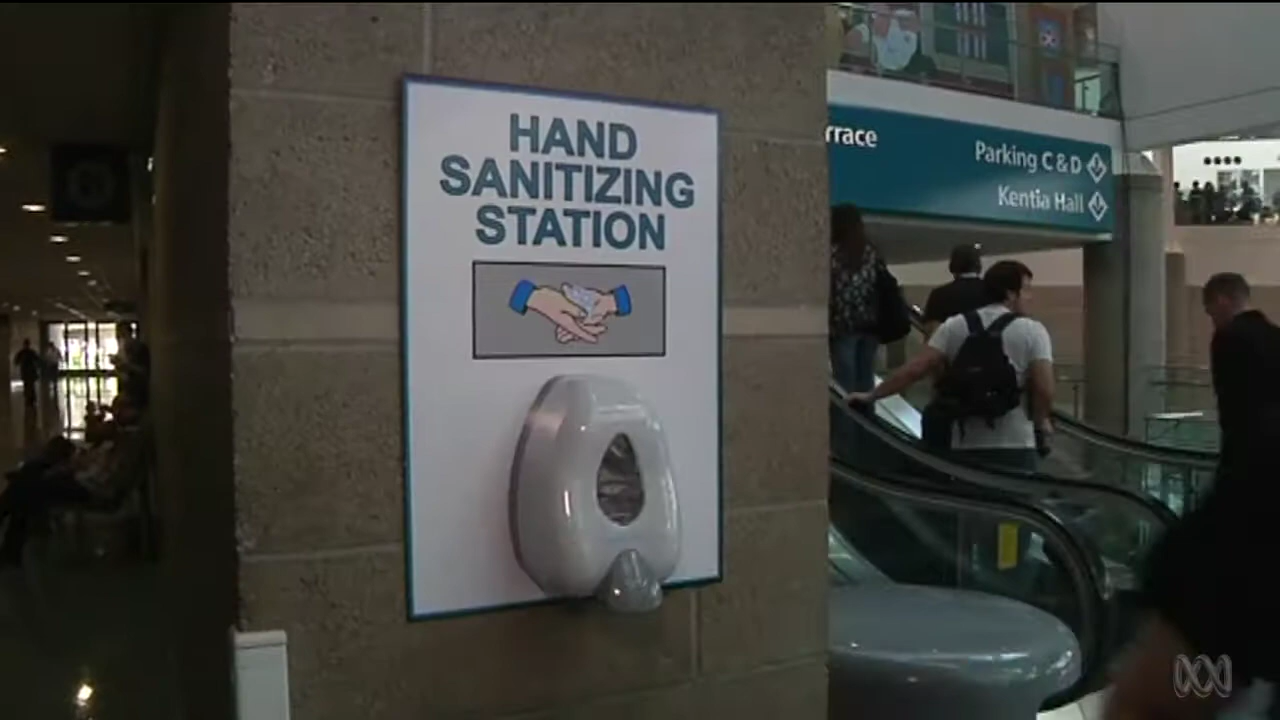 HAND
SANITIZING
STATION
rrace
Parking C & D
Kentia Hall